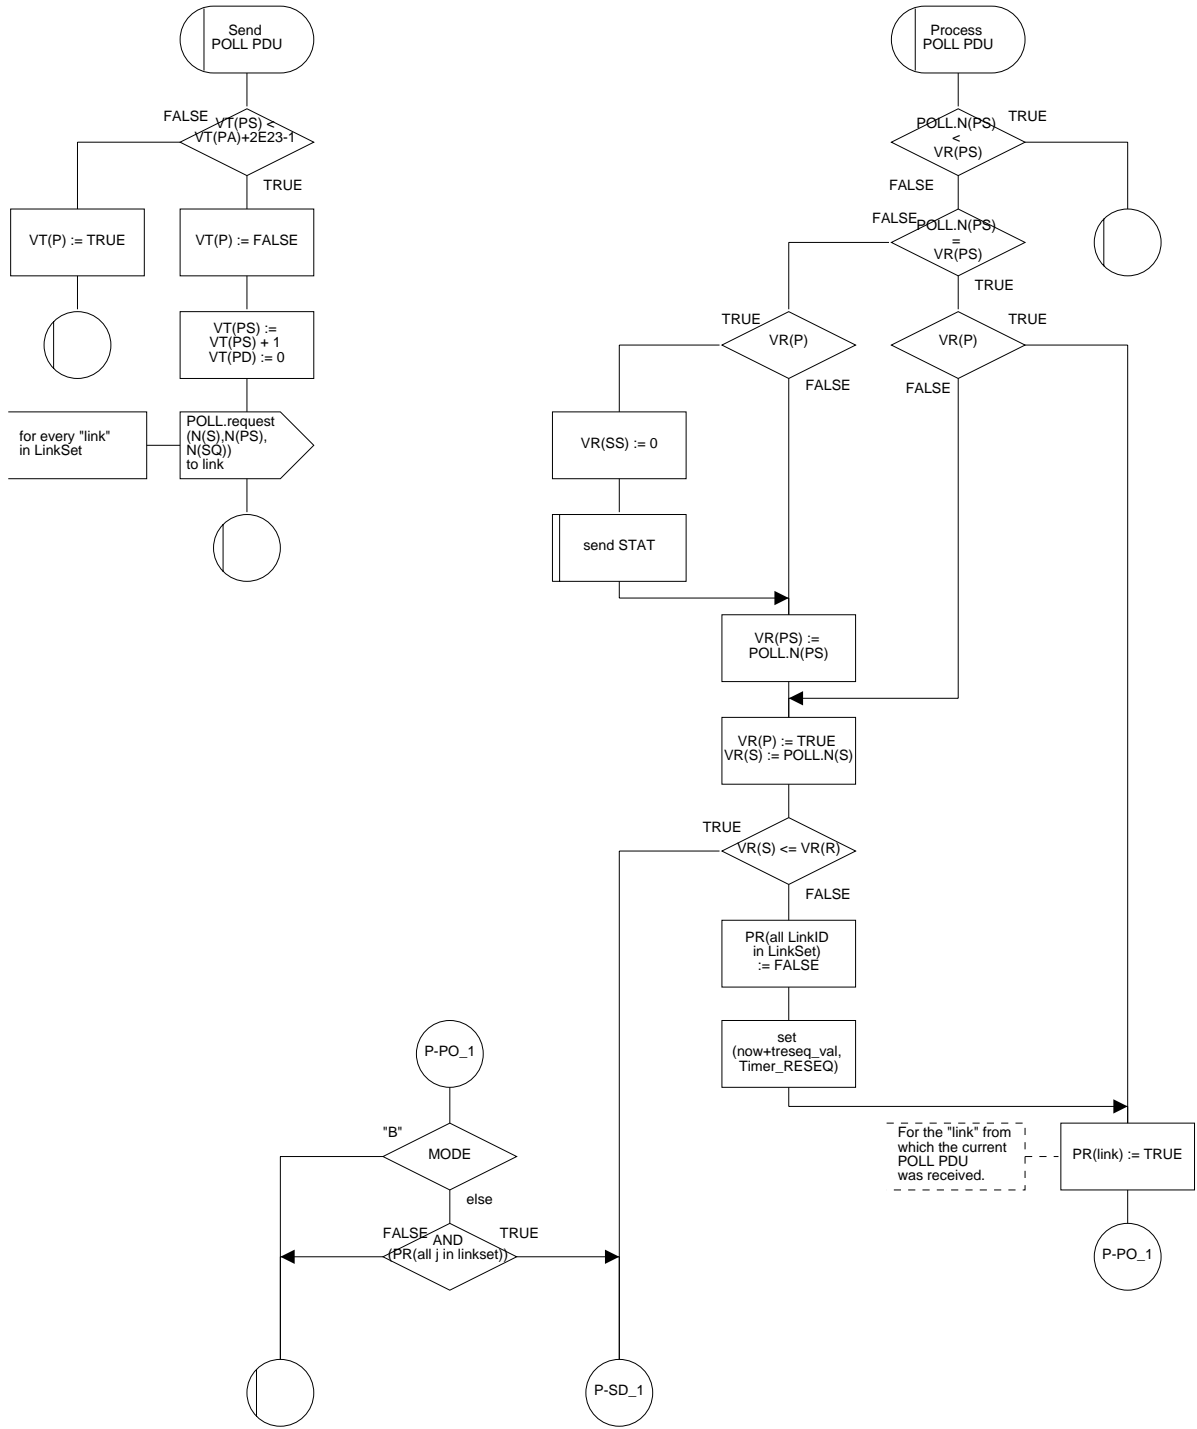 Send
POLL PDU
FALSE
VT(PS) <
VT(PA)+2E23-1
TRUE
VT(P) := TRUE
VT(P) := FALSE
VT(PS) :=
VT(PS) + 1
VT(PD) := 0
for every "link"
in LinkSet
POLL.request
(N(S),N(PS),
N(SQ))
to link
Process
POLL PDU
POLL.N(PS)
<
VR(PS)
TRUE
FALSE
FALSE
POLL.N(PS)
=
VR(PS)
TRUE
TRUE
VR(P)
FALSE
VR(P)
TRUE
FALSE
VR(SS) := 0
send STAT
VR(PS) :=
POLL.N(PS)
VR(P) := TRUE
VR(S) := POLL.N(S)
TRUE
VR(S) <= VR(R)
FALSE
PR(all LinkID
in LinkSet)
:= FALSE
set
(now+treseq_val,
Timer_RESEQ)
For the "link" from
which the current
POLL PDU
was received.
PR(link) := TRUE
P-PO_1
P-PO_1
"B"
MODE
else
FALSE
AND
(PR(all j in linkset))
TRUE
P-SD_1